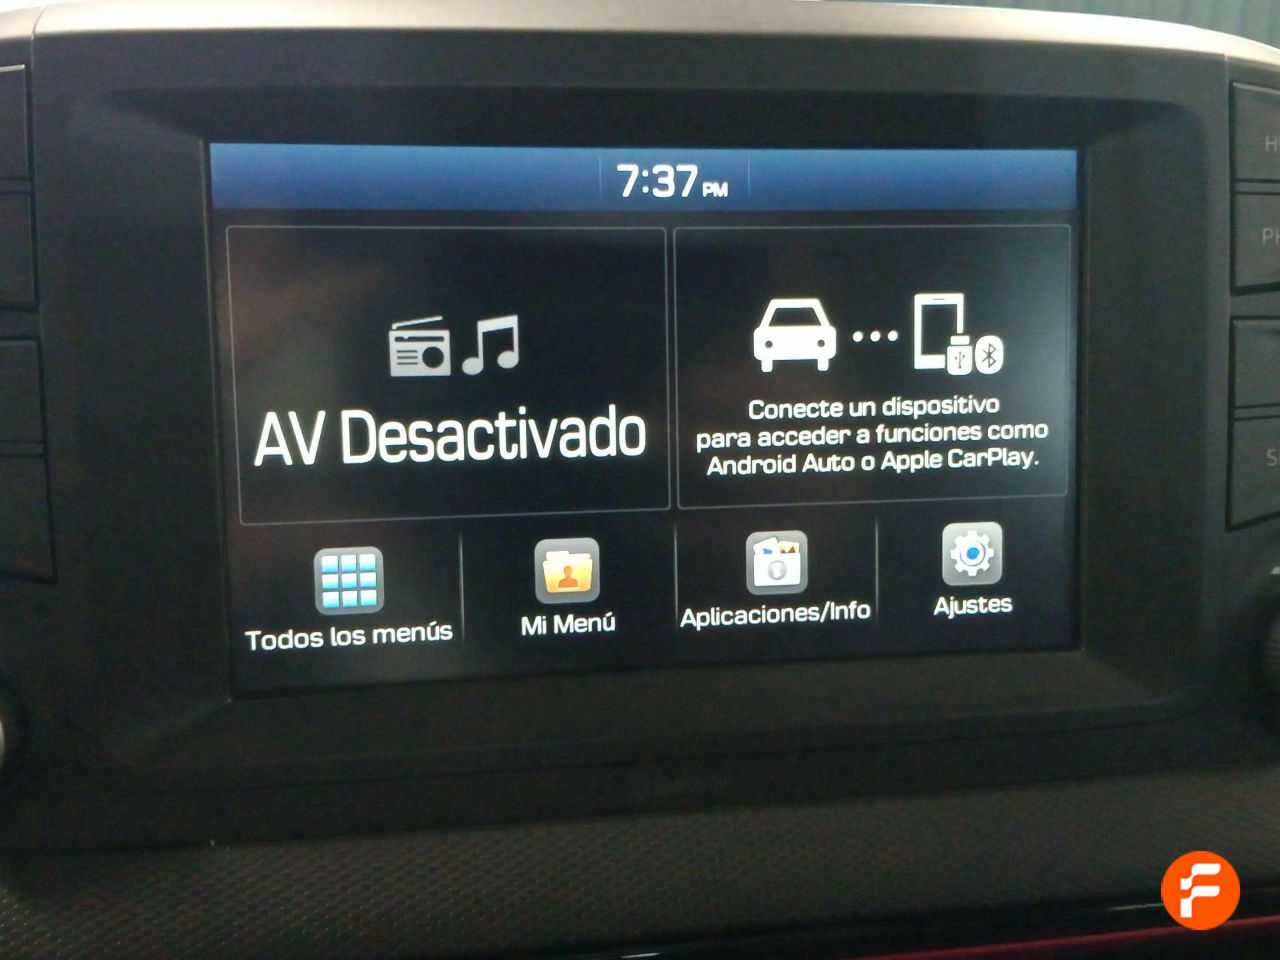 7:37 PM
AV Desactivado
Conecte un dispositivo
para acceder a funciones como
Android Auto o Apple CarPlay.
Todos los menús
Mi Menú
Aplicaciones/Info
Ajustes